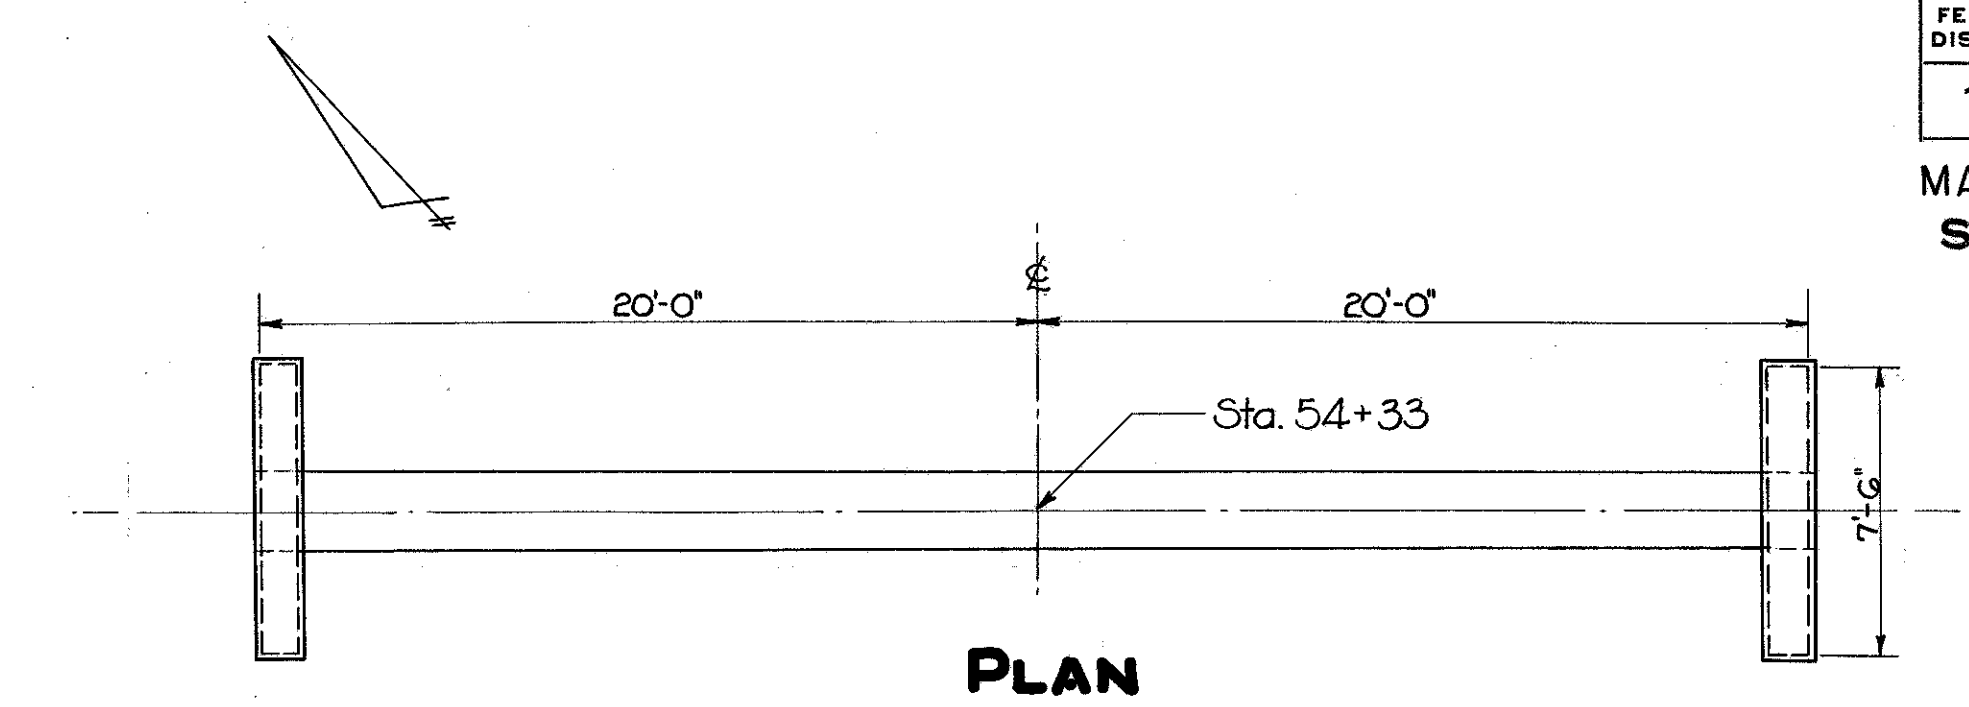 FE
DIS
MA
S
℄
20'-0"
20'-0"
Sta. 54+33
7'-6"
PLAN